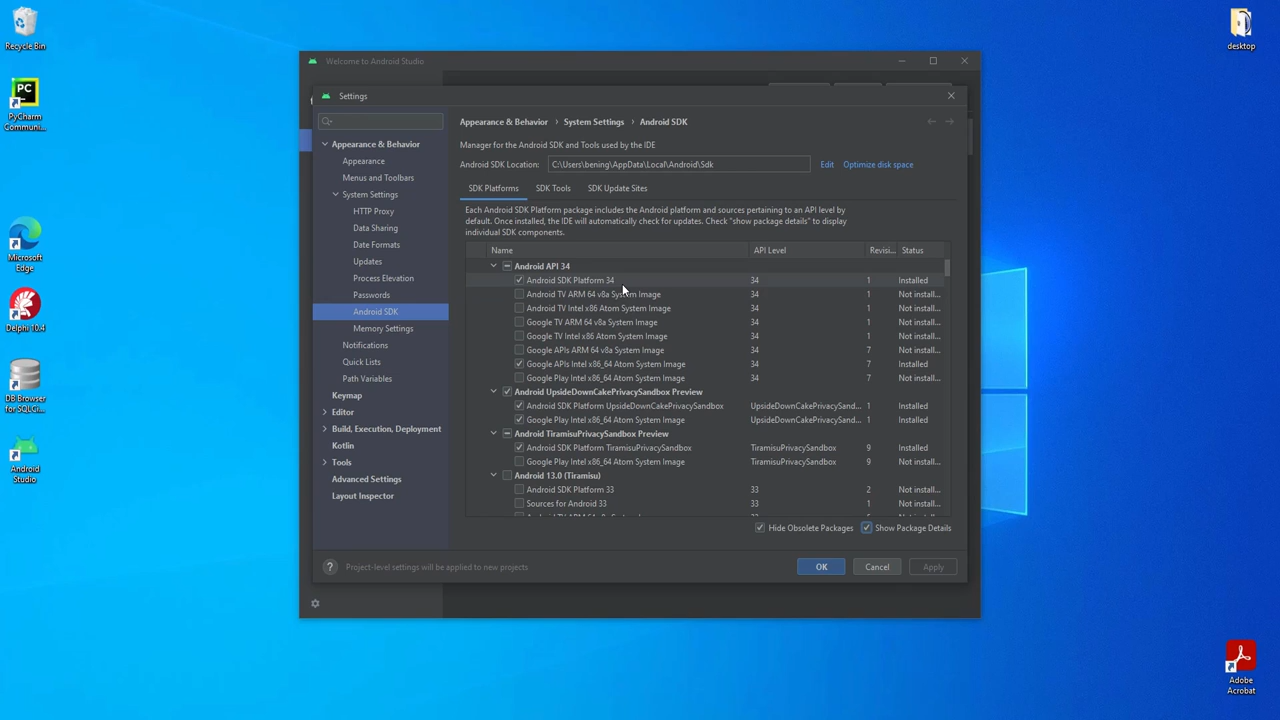 Recycle Bin
PyCharm
Communi...
Microsoft
Edge
Delphi 10.4
DB Browser
for SQLC...
Android
Studio
desktop
Adobe
Acrobat
Welcome to Android Studio
Settings
Appearance & Behavior
Appearance
Menus and Toolbars
System Settings
HTTP Proxy
Data Sharing
Date Formats
Updates
Process Elevation
Passwords
Android SDK
Memory Settings
Notifications
Quick Lists
Path Variables
Keymap
Editor
Build, Execution, Deployment
Kotlin
Tools
Advanced Settings
Layout Inspector
Appearance & Behavior › System Settings › Android SDK
Manager for the Android SDK and Tools used by the IDE
Android SDK Location: C:\Users\bening\AppData\Local\Android\Sdk Edit Optimize disk space
SDK Platforms SDK Tools SDK Update Sites
Each Android SDK Platform package includes the Android platform and sources pertaining to an API level by
default. Once installed, the IDE will automatically check for updates. Check "show package details" to display
individual SDK components.
Name API Level Revisi... Status
Android API 34
Android SDK Platform 34 34 1 Installed
Android TV ARM 64 v8a System Image 34 1 Not install...
Android TV Intel x86 Atom System Image 34 1 Not install...
Google TV ARM 64 v8a System Image 34 1 Not install...
Google TV Intel x86 Atom System Image 34 1 Not install...
Google APIs ARM 64 v8a System Image 34 7 Not install...
Google APIs Intel x86_64 Atom System Image 34 7 Installed
Google Play Intel x86_64 Atom System Image 34 7 Not install...
Android UpsideDownCakePrivacySandbox Preview
Android SDK Platform UpsideDownCakePrivacySandbox UpsideDownCakePrivacySand... 1 Installed
Google Play Intel x86_64 Atom System Image UpsideDownCakePrivacySand... 1 Installed
Android TiramisuPrivacySandbox Preview
Android SDK Platform TiramisuPrivacySandbox TiramisuPrivacySandbox 9 Installed
Google Play Intel x86_64 Atom System Image TiramisuPrivacySandbox 9 Not install...
Android 13.0 (Tiramisu)
Android SDK Platform 33 33 2 Not install...
Sources for Android 33 33 1 Not install...
Hide Obsolete Packages Show Package Details
? Project-level settings will be applied to new projects
OK Cancel Apply